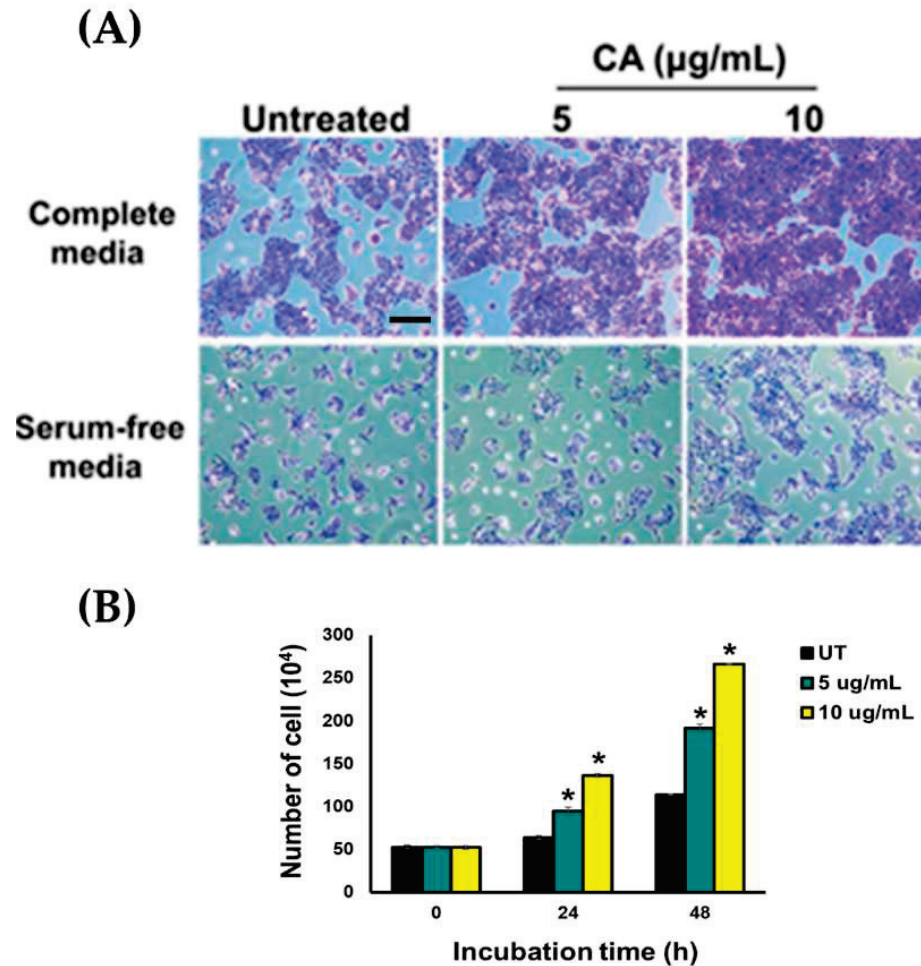 (A)
CA (µg/mL)
Untreated 5 10
Complete
media
Serum-free
media
(B)
Number of cell (10⁴)
300
250
200
150
100
50
0
* * * *
0 24 48
Incubation time (h)
UT
5 ug/mL
10 ug/mL